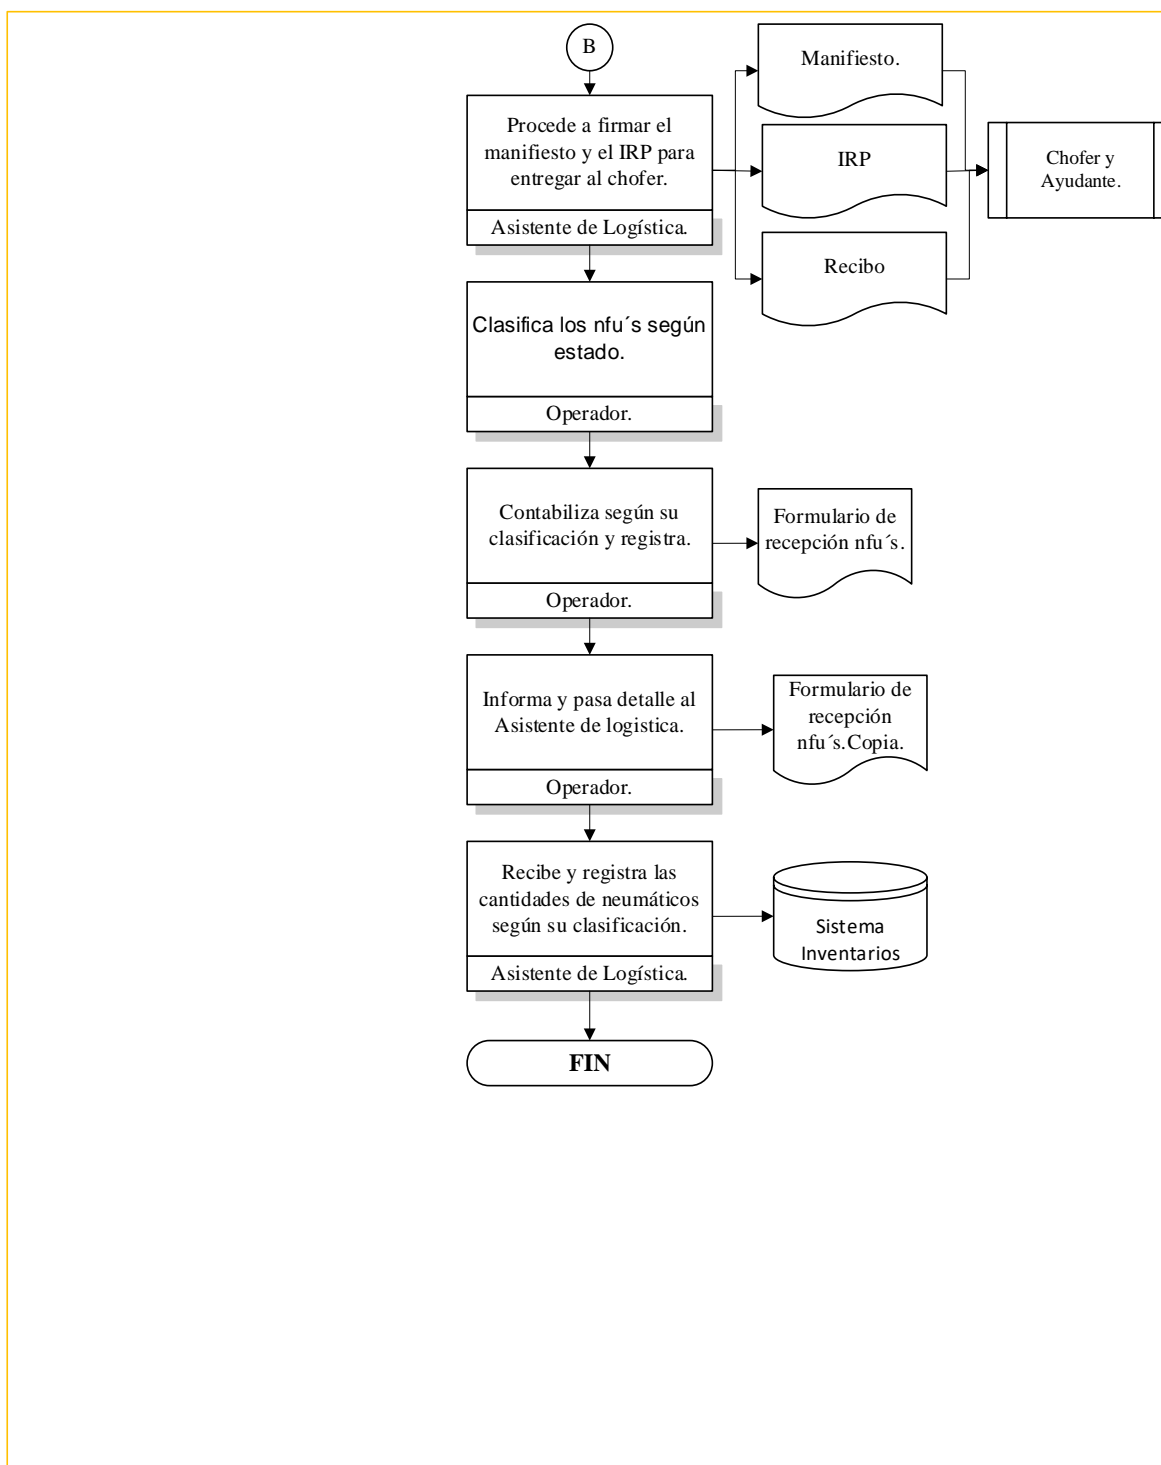 B
Procede a firmar el
manifiesto y el IRP para
entregar al chofer.
Asistente de Logística.
Manifiesto.
IRP
Recibo
Chofer y
Ayudante.
Clasifica los nfu´s según
estado.
Operador.
Contabiliza según su
clasificación y registra.
Operador.
Formulario de
recepción nfu´s.
Informa y pasa detalle al
Asistente de logistica.
Operador.
Formulario de
recepción
nfu´s.Copia.
Recibe y registra las
cantidades de neumáticos
según su clasificación.
Asistente de Logística.
Sistema
Inventarios
FIN